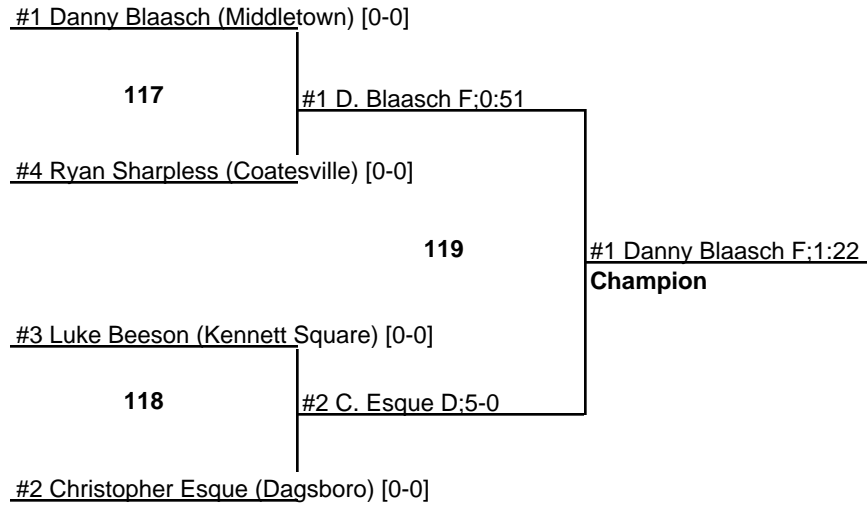 #1 Danny Blaasch (Middletown) [0-0]
117
#1 D. Blaasch F;0:51
#4 Ryan Sharpless (Coatesville) [0-0]
119
#1 Danny Blaasch F;1:22
Champion
#3 Luke Beeson (Kennett Square) [0-0]
118
#2 C. Esque D;5-0
#2 Christopher Esque (Dagsboro) [0-0]